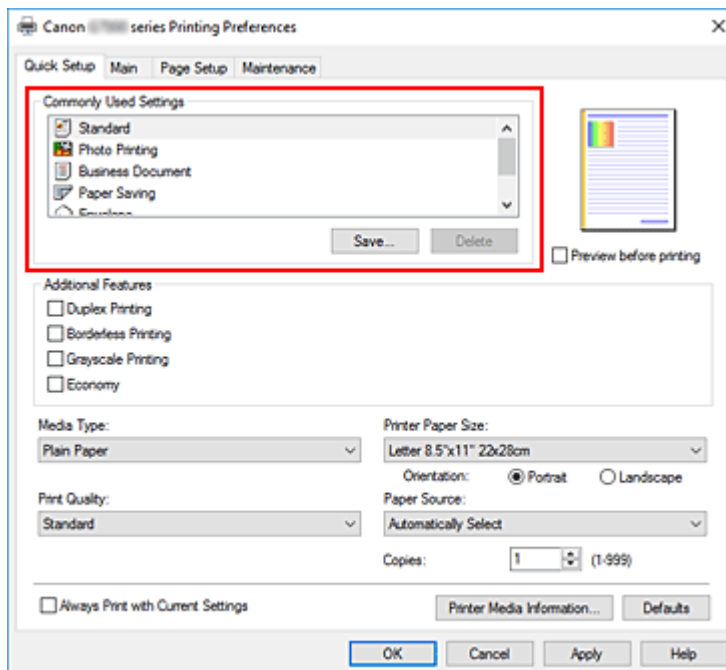 Canon series Printing Preferences
Quick Setup Main Page Setup Maintenance
Commonly Used Settings
Standard
Photo Printing
Business Document
Paper Saving
Envelope
Save... Delete
Preview before printing
Additional Features
Duplex Printing
Borderless Printing
Grayscale Printing
Economy
Media Type: Printer Paper Size:
Plain Paper Letter 8.5"x11" 22x28cm
Orientation: Portrait Landscape
Print Quality: Paper Source:
Standard Automatically Select
Copies: 1 (1-999)
Always Print with Current Settings Printer Media Information... Defaults
OK Cancel Apply Help